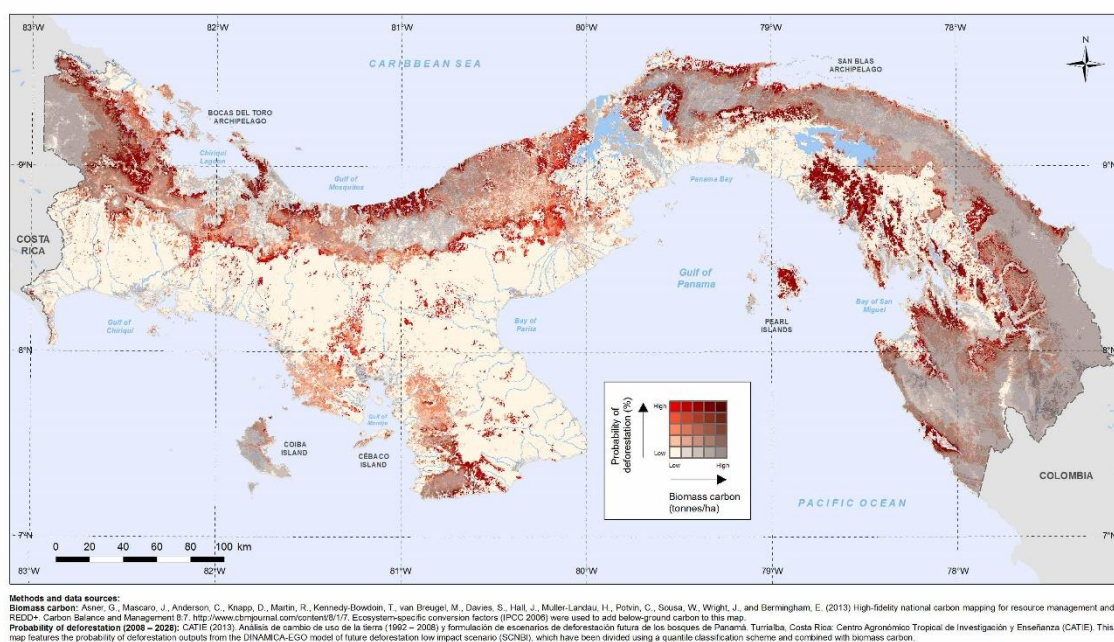 83°W
82°W
81°W
80°W
79°W
78°W
N
CARIBBEAN SEA
SAN BLAS
ARCHIPELAGO
BOCAS DEL TORO
ARCHIPELAGO
Chiriqui
Lagoon
9°N
9°N
Gulf of
Mosquitos
Panama Bay
COSTA
RICA
Gulf of
Panama
Gulf of
Chiriqui
Bay of
Parita
PEARL
ISLANDS
Bay of San
Miguel
8°N
8°N
Gulf of
Montijo
COIBA
ISLAND
CÉBACO
ISLAND
Probability of
deforestation (%)
High
Low
Low
High
Biomass carbon
(tonnes/ha)
COLOMBIA
PACIFIC OCEAN
7°N
7°N
0 20 40 60 80 100 km
83°W
82°W
81°W
80°W
79°W
78°W
Methods and data sources:
Biomass carbon: Asner, G., Mascaro, J., Anderson, C., Knapp, D., Martin, R., Kennedy-Bowdoin, T., van Breugel, M., Davies, S., Hall, J., Muller-Landau, H., Potvin, C., Sousa, W., Wright, J., and Bermingham, E. (2013) High-fidelity national carbon mapping for resource management and
REDD+. Carbon Balance and Management 8:7. http://www.cbmjournal.com/content/8/1/7. Ecosystem-specific conversion factors (IPCC 2006) were used to add below-ground carbon to this map.
Probability of deforestation (2008 – 2028): CATIE (2013). Análisis de cambio de uso de la tierra (1992 – 2008) y formulación de escenarios de deforestación futura de los bosques de Panamá. Turrialba, Costa Rica: Centro Agronómico Tropical de Investigación y Enseñanza (CATIE). This
map features the probability of deforestation outputs from the DINAMICA-EGO model of future deforestation low impact scenario (SCNBI), which have been divided using a quantile classification scheme and combined with biomass carbon.